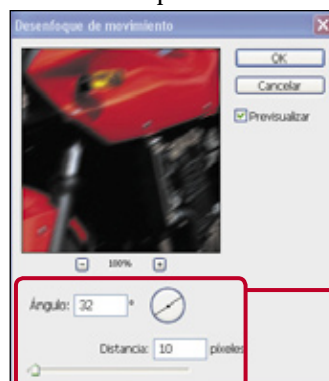 Desenfoque de movimiento
OK
Cancelar
Previsualizar
100%
Ángulo: 32 °
Distancia: 10 píxeles